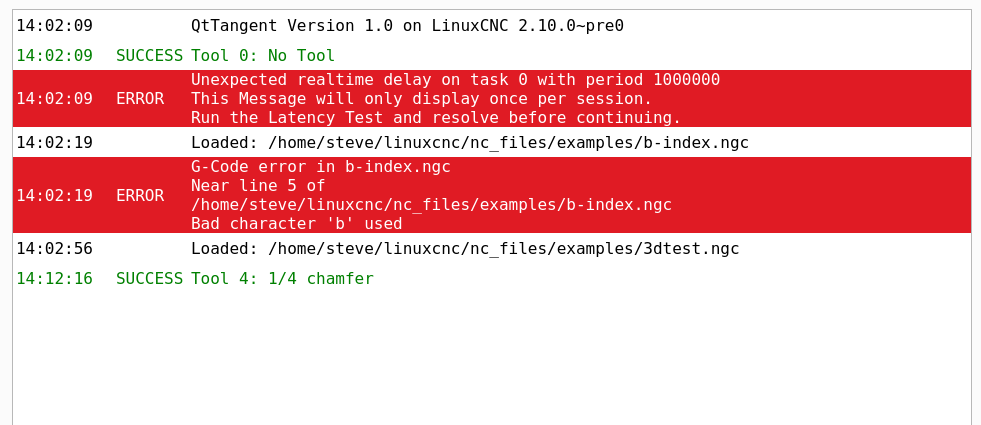 14:02:09 QtTangent Version 1.0 on LinuxCNC 2.10.0~pre0
14:02:09 SUCCESS Tool 0: No Tool
Unexpected realtime delay on task 0 with period 1000000
14:02:09 ERROR This Message will only display once per session.
Run the Latency Test and resolve before continuing.
14:02:19 Loaded: /home/steve/linuxcnc/nc_files/examples/b-index.ngc
G-Code error in b-index.ngc
Near line 5 of
14:02:19 ERROR
/home/steve/linuxcnc/nc_files/examples/b-index.ngc
Bad character 'b' used
14:02:56 Loaded: /home/steve/linuxcnc/nc_files/examples/3dtest.ngc
14:12:16 SUCCESS Tool 4: 1/4 chamfer